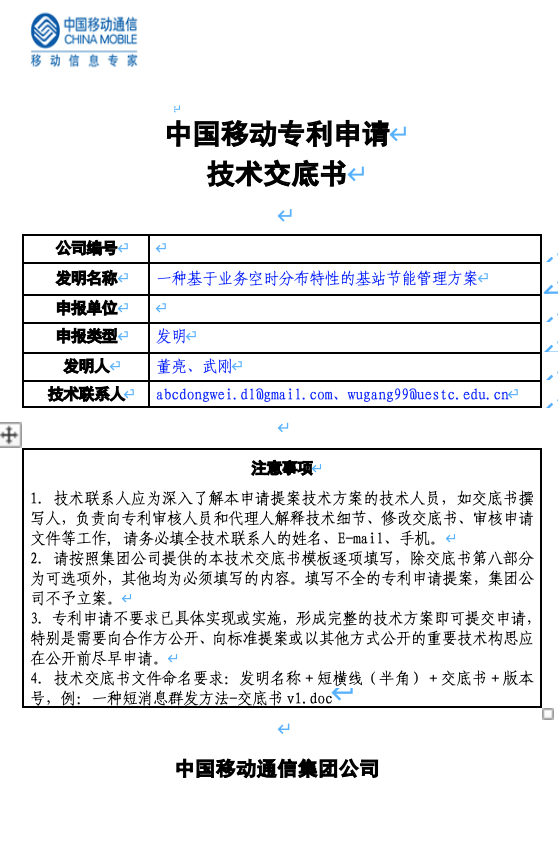 中国移动通信
CHINA MOBILE
移动信息专家
中国移动专利申请
技术交底书
公司编号
发明名称 一种基于业务空时分布特性的基站节能管理方案
申报单位
申报类型 发明
发明人 董亮、武刚
技术联系人 abcdongwei.dl@gmail.com、wugang99@uestc.edu.cn
注意事项
1. 技术联系人应为深入了解本申请提案技术方案的技术人员，如交底书撰
写人，负责向专利审核人员和代理人解释技术细节、修改交底书、审核申请
文件等工作, 请务必填全技术联系人的姓名、E-mail、手机。
2. 请按照集团公司提供的本技术交底书模板逐项填写，除交底书第八部分
为可选项外，其他均为必须填写的内容。填写不全的专利申请提案，集团公
司不予立案。
3. 专利申请不要求已具体实现或实施，形成完整的技术方案即可提交申请，
特别是需要向合作方公开、向标准提案或以其他方式公开的重要技术构思应
在公开前尽早申请。
4. 技术交底书文件命名要求：发明名称＋短横线（半角）＋交底书＋版本
号，例：一种短消息群发方法-交底书v1.doc
中国移动通信集团公司